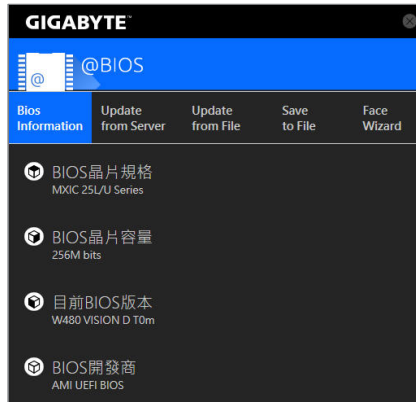 GIGABYTE™
@
@BIOS
Bios Information
Update from Server
Update from File
Save to File
Face Wizard
BIOS晶片規格
MXIC 25L/U Series
BIOS晶片容量
256M bits
目前BIOS版本
W480 VISION D T0m
BIOS開發商
AMI UEFI BIOS